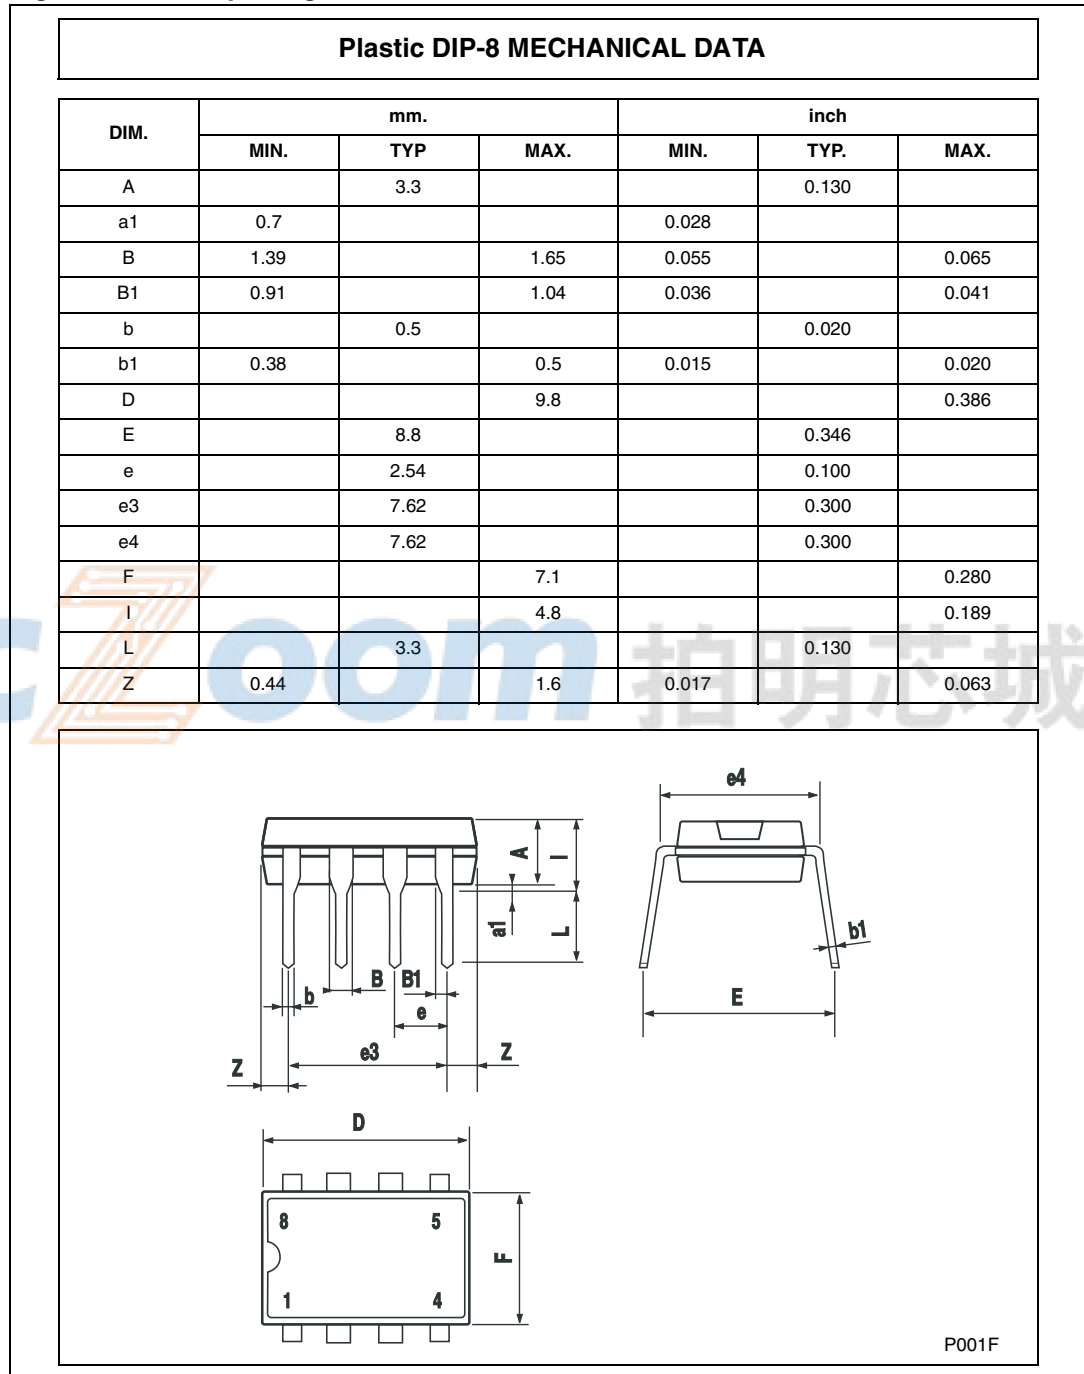 Plastic DIP-8 MECHANICAL DATA
DIM. mm. inch
MIN. TYP MAX. MIN. TYP. MAX.
A 3.3 0.130
a1 0.7 0.028
B 1.39 1.65 0.055 0.065
B1 0.91 1.04 0.036 0.041
b 0.5 0.020
b1 0.38 0.5 0.015 0.020
D 9.8 0.386
E 8.8 0.346
e 2.54 0.100
e3 7.62 0.300
e4 7.62 0.300
F 7.1 0.280
I 4.8 0.189
L 3.3 0.130
Z 0.44 1.6 0.017 0.063
cZoom 拍明芯城
e4
A I
a1 L
b1
b B B1
e
E
e3
Z Z
D
8 5
F
1 4
P001F